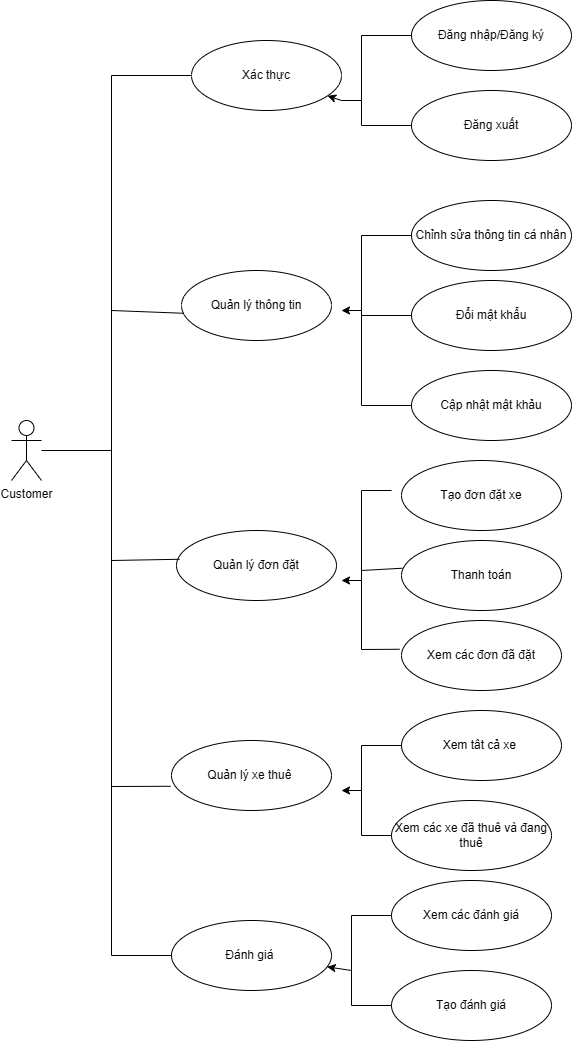 Đăng nhập/Đăng ký
Xác thực
Đăng xuất
Chỉnh sửa thông tin cá nhân
Quản lý thông tin
Đổi mật khẩu
Cập nhật mật khảu
Customer
Tạo đơn đặt xe
Quản lý đơn đặt
Thanh toán
Xem các đơn đã đặt
Xem tât cả xe
Quản lý xe thuê
Xem các xe đã thuê và đang
thuê
Xem các đánh giá
Đánh giá
Tạo đánh giá